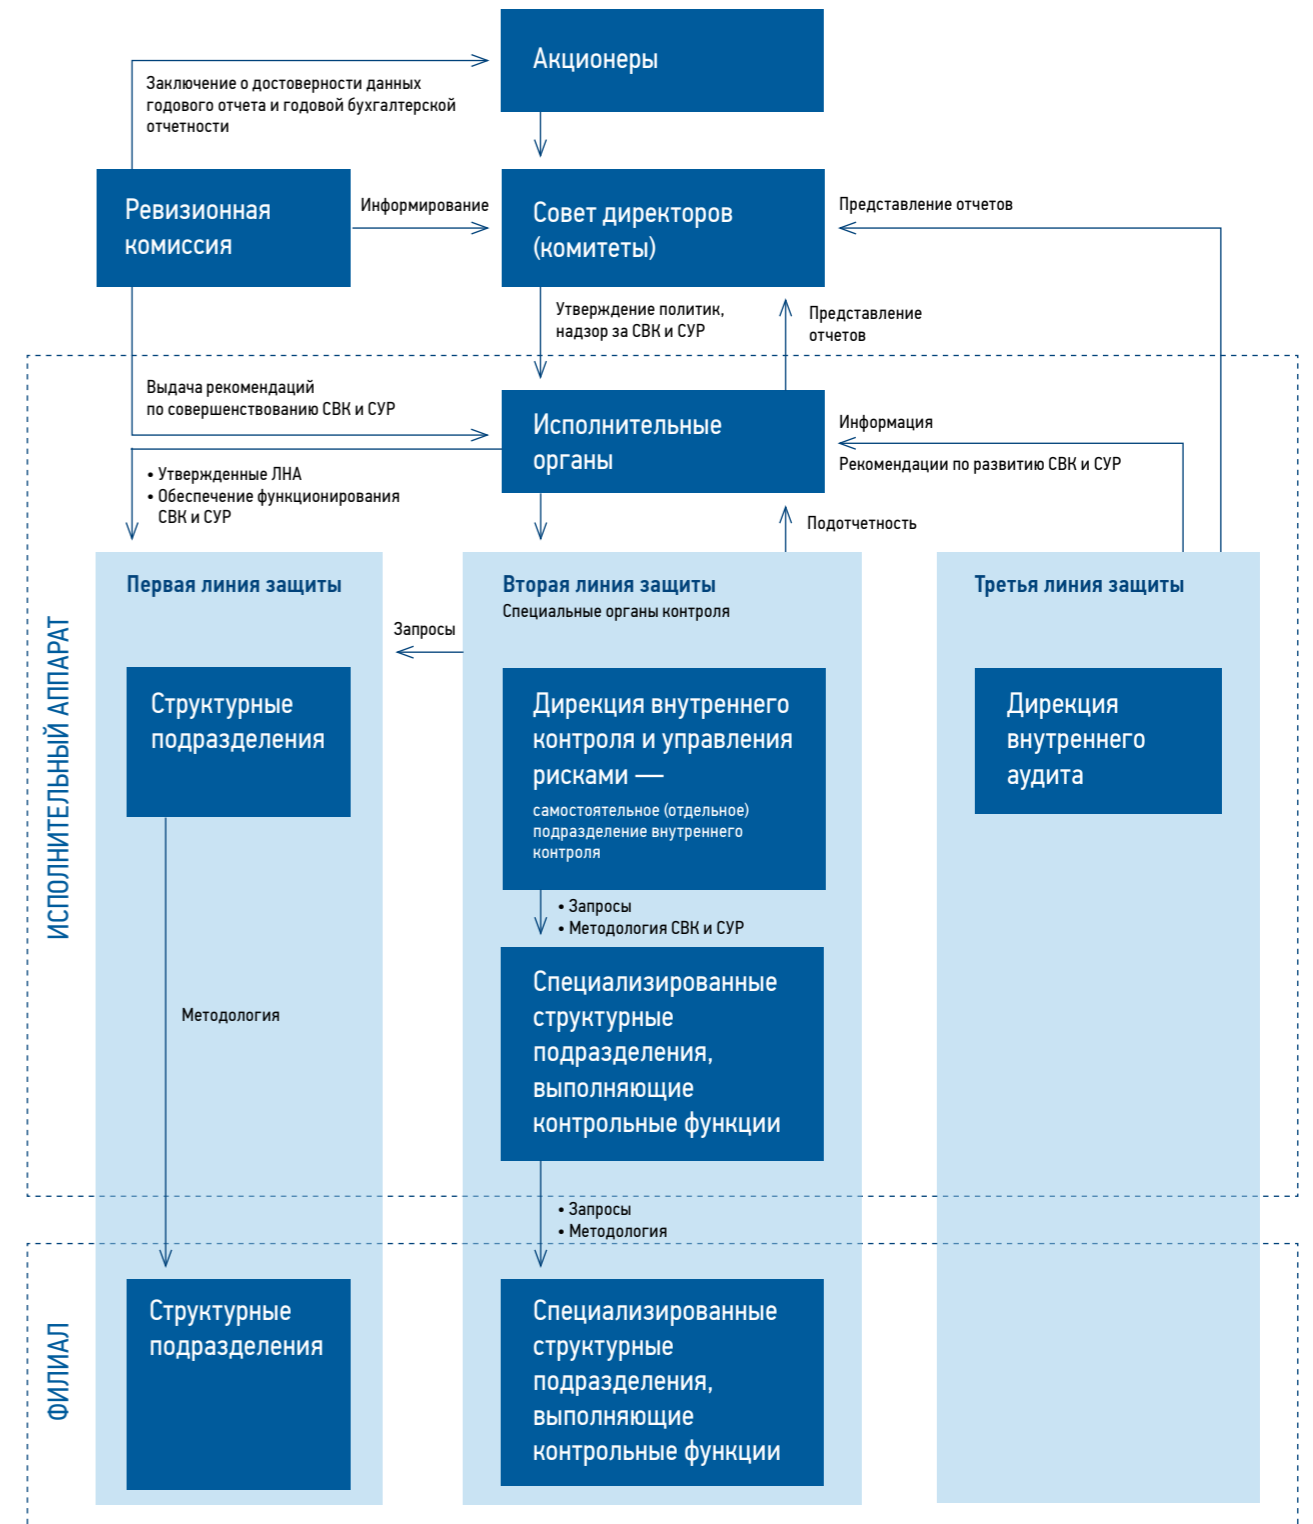 Акционеры
Заключение о достоверности данных
годового отчета и годовой бухгалтерской
отчетности
Ревизионная
комиссия
Информирование
Совет директоров
(комитеты)
Представление отчетов
Утверждение политик,
надзор за СВК и СУР
Представление
отчетов
Выдача рекомендаций
по совершенствованию СВК и СУР
Исполнительные
органы
Информация
Рекомендации по развитию СВК и СУР
• Утвержденные ЛНА
• Обеспечение функционирования
СВК и СУР
Подотчетность
ИСПОЛНИТЕЛЬНЫЙ АППАРАТ
Первая линия защиты
Вторая линия защиты
Специальные органы контроля
Третья линия защиты
Запросы
Структурные
подразделения
Дирекция внутреннего
контроля и управления
рисками —
самостоятельное (отдельное)
подразделение внутреннего
контроля
Дирекция
внутреннего
аудита
• Запросы
• Методология СВК и СУР
Специализированные
структурные
подразделения,
выполняющие
контрольные функции
Методология
• Запросы
• Методология
ФИЛИАЛ
Структурные
подразделения
Специализированные
структурные
подразделения,
выполняющие
контрольные функции